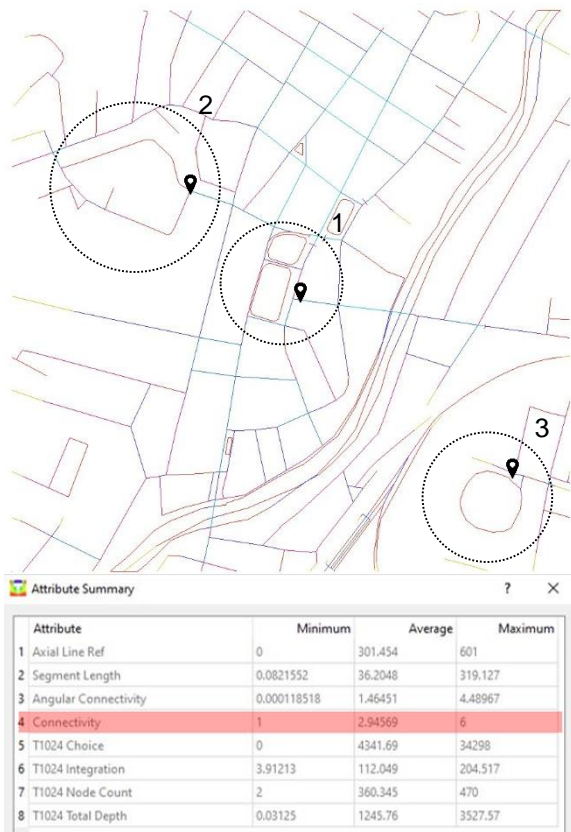 2
1
3
Attribute Summary ? ×
Attribute Minimum Average Maximum
1 Axial Line Ref 0 301.454 601
2 Segment Length 0.0821552 36.2048 319.127
3 Angular Connectivity 0.000118518 1.46451 4.48967
4 Connectivity 1 2.94569 6
5 T1024 Choice 0 4341.69 34298
6 T1024 Integration 3.91213 112.049 204.517
7 T1024 Node Count 2 360.345 470
8 T1024 Total Depth 0.03125 1245.76 3527.57